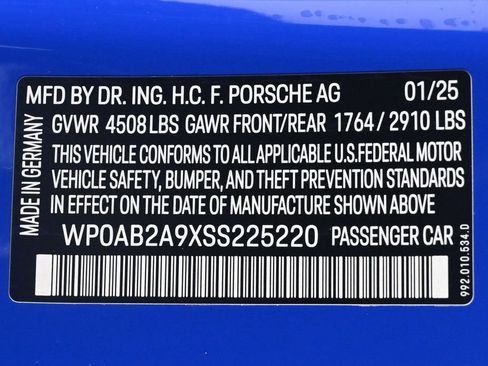 MFD BY DR. ING. H.C. F. PORSCHE AG 01/25
GVWR 4508 LBS GAWR FRONT/REAR 1764 / 2910 LBS
THIS VEHICLE CONFORMS TO ALL APPLICABLE U.S.FEDERAL MOTOR
VEHICLE SAFETY, BUMPER, AND THEFT PREVENTION STANDARDS
IN EFFECT ON THE DATE OF MANUFACTURE SHOWN ABOVE
WP0AB2A9XSS225220 PASSENGER CAR
MADE IN GERMANY
992.010.534.D